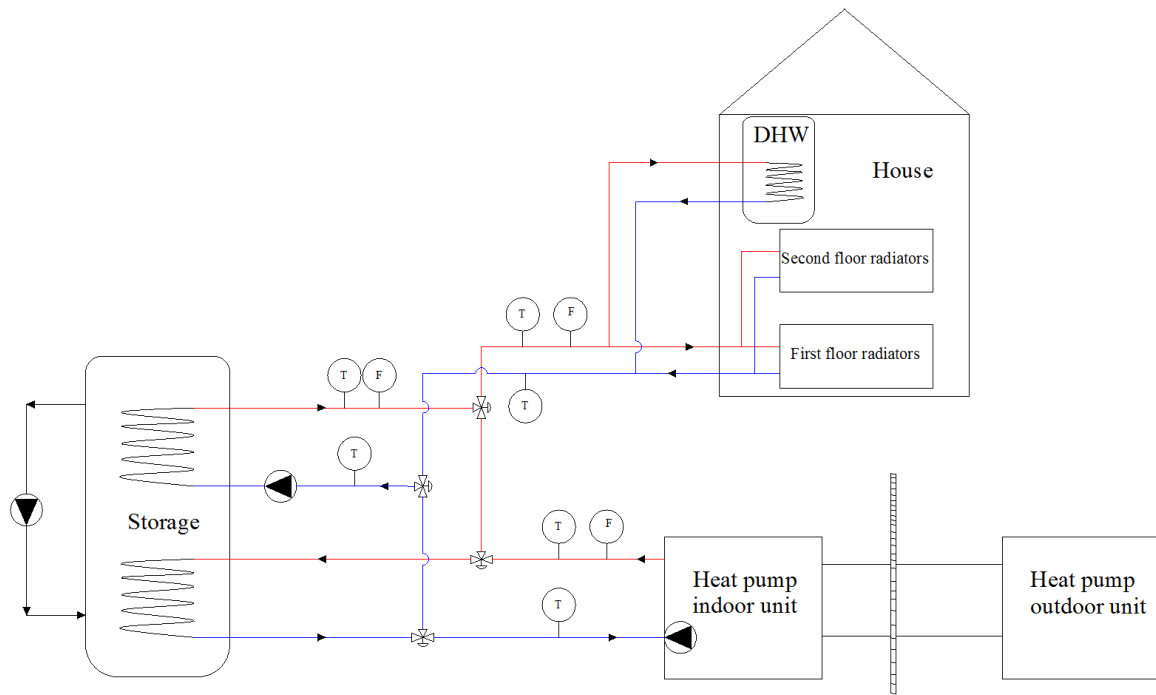 DHW
House
Second floor radiators
T
F
First floor radiators
T
F
T
T
Storage
T
F
Heat pump
indoor unit
Heat pump
outdoor unit
T